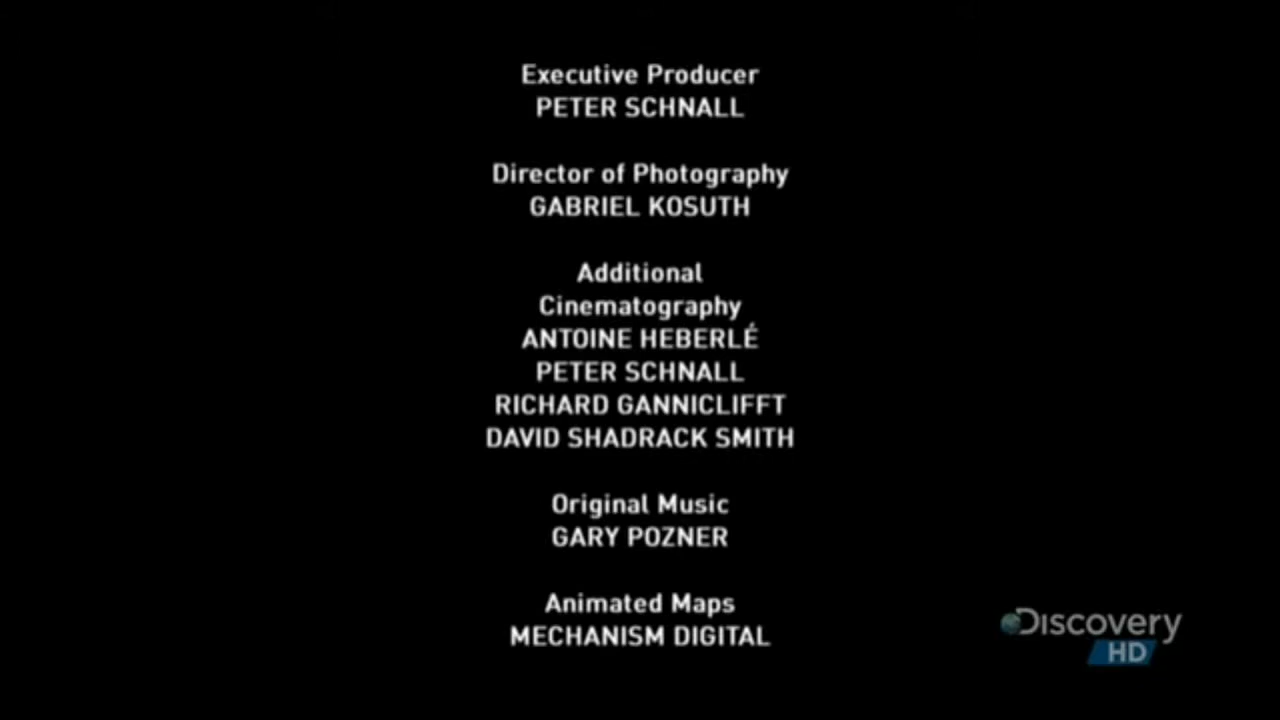 Executive Producer
PETER SCHNALL
Director of Photography
GABRIEL KOSUTH
Additional
Cinematography
ANTOINE HEBERLÉ
PETER SCHNALL
RICHARD GANNICLIFFT
DAVID SHADRACK SMITH
Original Music
GARY POZNER
Animated Maps
MECHANISM DIGITAL
Discovery
HD